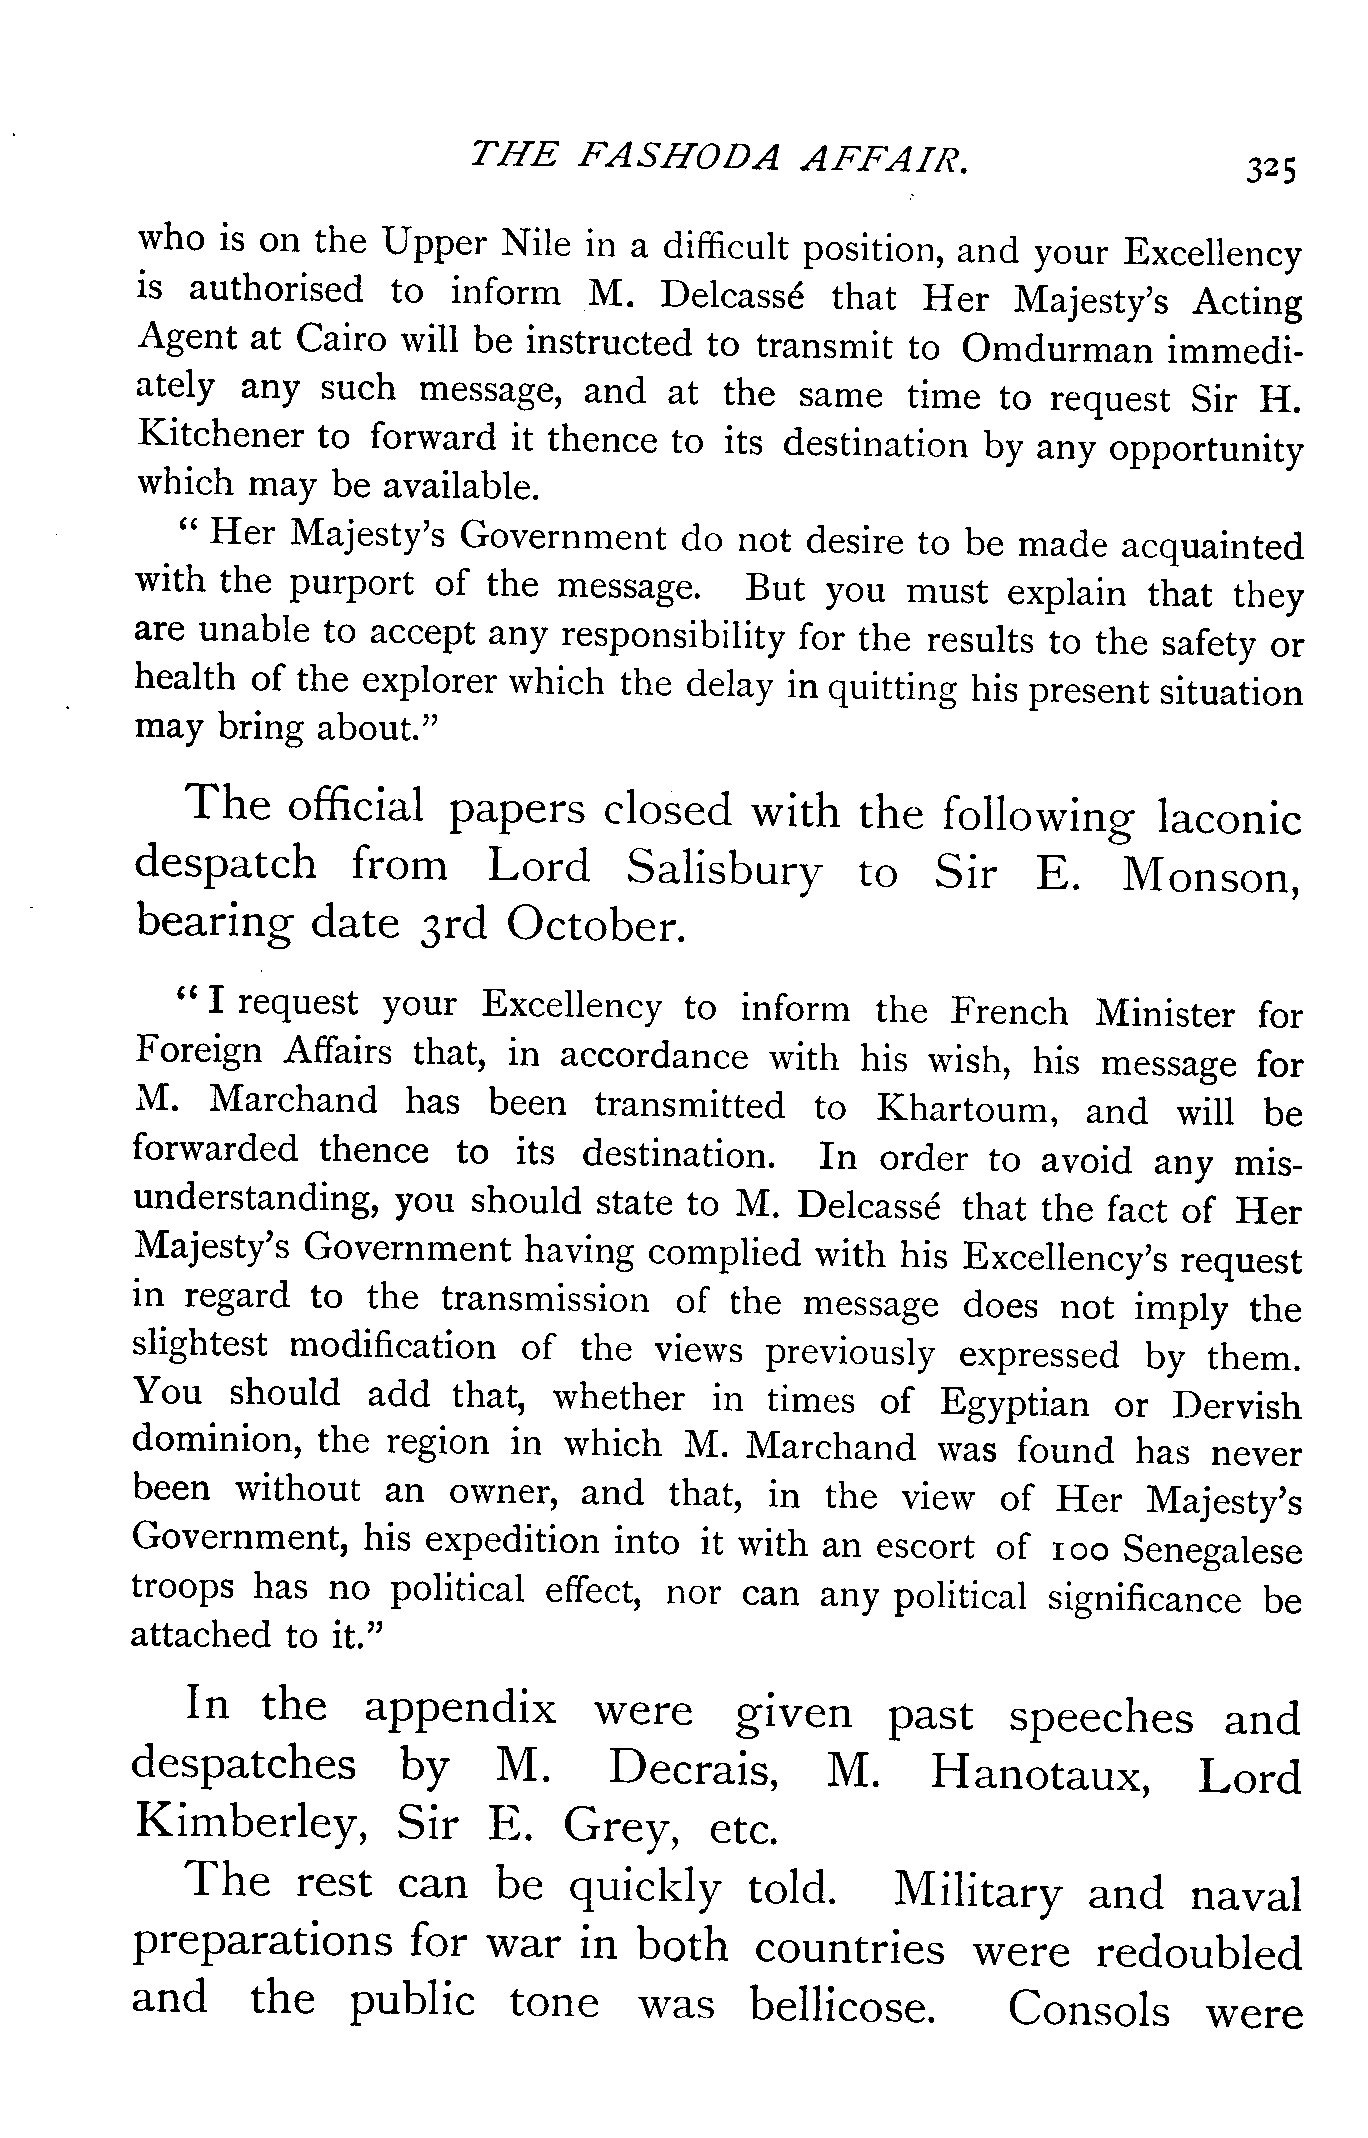 THE FASHODA AFFAIR. 325
who is on the Upper Nile in a difficult position, and your Excellency
is authorised to inform M. Delcassé that Her Majesty's Acting
Agent at Cairo will be instructed to transmit to Omdurman immedi-
ately any such message, and at the same time to request Sir H.
Kitchener to forward it thence to its destination by any opportunity
which may be available.
“ Her Majesty's Government do not desire to be made acquainted
with the purport of the message. But you must explain that they
are unable to accept any responsibility for the results to the safety or
health of the explorer which the delay in quitting his present situation
may bring about.”
The official papers closed with the following laconic
despatch from Lord Salisbury to Sir E. Monson,
bearing date 3rd October.
“ I request your Excellency to inform the French Minister for
Foreign Affairs that, in accordance with his wish, his message for
M. Marchand has been transmitted to Khartoum, and will be
forwarded thence to its destination. In order to avoid any mis-
understanding, you should state to M. Delcassé that the fact of Her
Majesty's Government having complied with his Excellency's request
in regard to the transmission of the message does not imply the
slightest modification of the views previously expressed by them.
You should add that, whether in times of Egyptian or Dervish
dominion, the region in which M. Marchand was found has never
been without an owner, and that, in the view of Her Majesty's
Government, his expedition into it with an escort of 100 Senegalese
troops has no political effect, nor can any political significance be
attached to it.”
In the appendix were given past speeches and
despatches by M. Decrais, M. Hanotaux, Lord
Kimberley, Sir E. Grey, etc.
The rest can be quickly told. Military and naval
preparations for war in both countries were redoubled
and the public tone was bellicose. Consols were